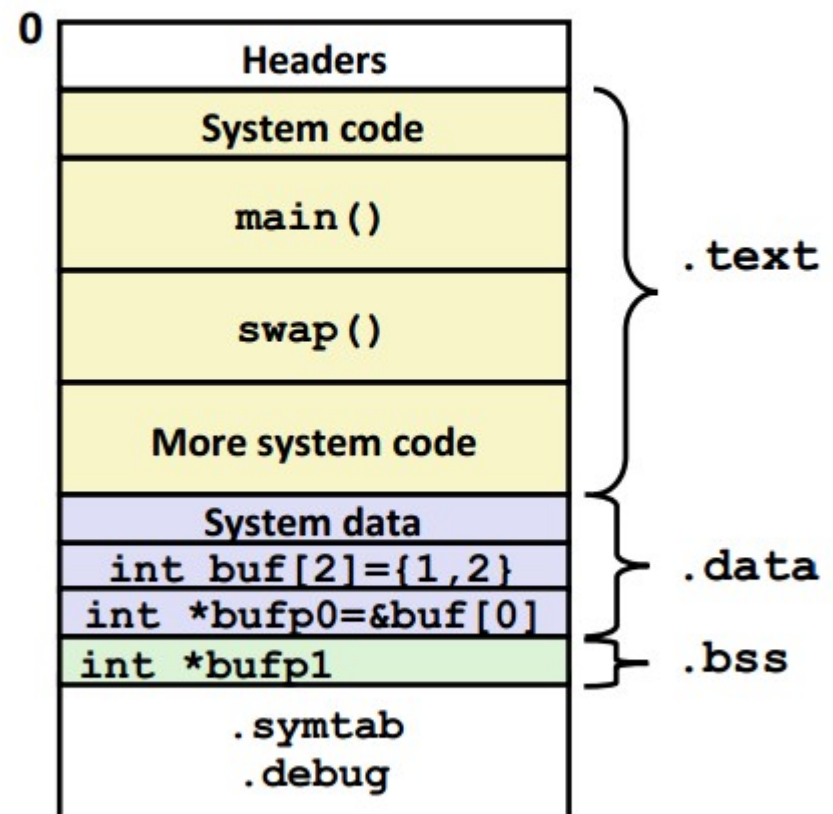 0
Headers
System code
main()
swap()
More system code
.text
System data
int buf[2]={1,2}
int *bufp0=&buf[0]
.data
int *bufp1
.bss
.symtab
.debug